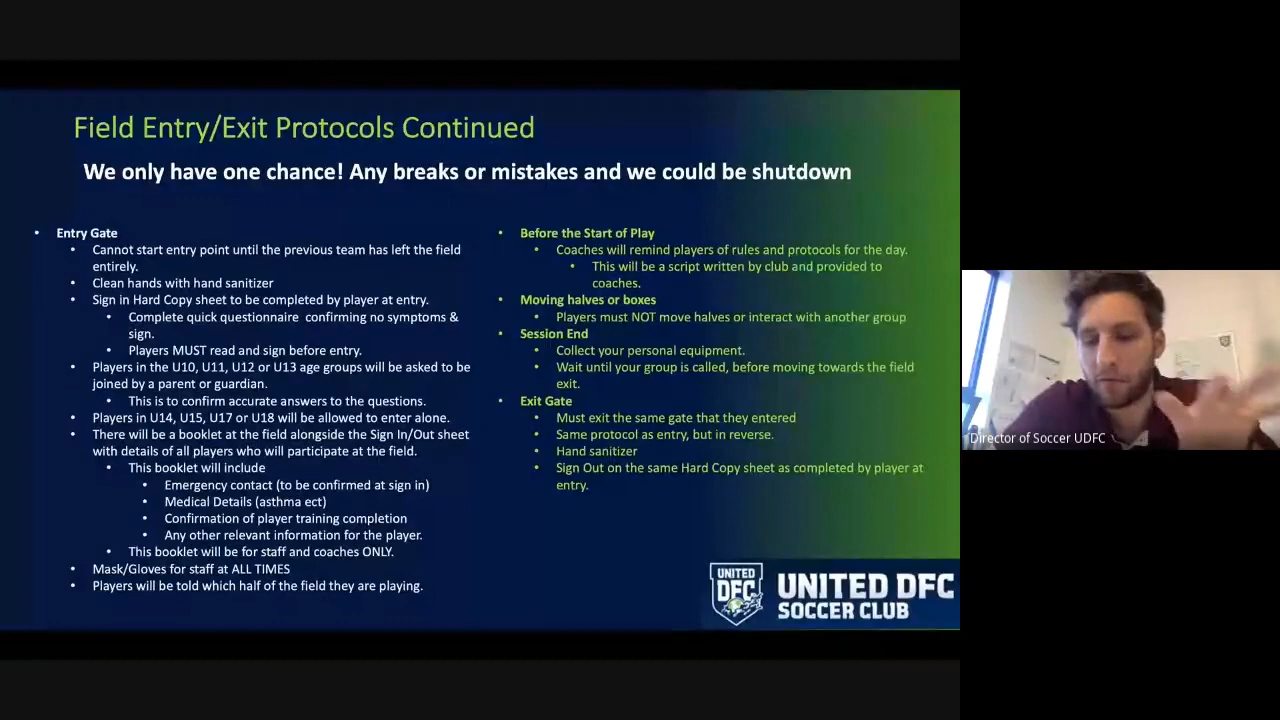 Field Entry/Exit Protocols Continued
We only have one chance! Any breaks or mistakes and we could be shutdown
• Entry Gate
• Cannot start entry point until the previous team has left the field
entirely.
• Clean hands with hand sanitizer
• Sign in Hard Copy sheet to be completed by player at entry.
• Complete quick questionnaire confirming no symptoms &
sign.
• Players MUST read and sign before entry.
• Players in the U10, U11, U12 or U13 age groups will be asked to be
joined by a parent or guardian.
• This is to confirm accurate answers to the questions.
• Players in U14, U15, U17 or U18 will be allowed to enter alone.
• There will be a booklet at the field alongside the Sign In/Out sheet
with details of all players who will participate at the field.
• This booklet will include
• Emergency contact (to be confirmed at sign in)
• Medical Details (asthma ect)
• Confirmation of player training completion
• Any other relevant information for the player.
• This booklet will be for staff and coaches ONLY.
• Mask/Gloves for staff at ALL TIMES
• Players will be told which half of the field they are playing.
• Before the Start of Play
• Coaches will remind players of rules and protocols for the day.
• This will be a script written by club and provided to
coaches.
• Moving halves or boxes
• Players must NOT move halves or interact with another group
• Session End
• Collect your personal equipment.
• Wait until your group is called, before moving towards the field
exit.
• Exit Gate
• Must exit the same gate that they entered
• Same protocol as entry, but in reverse.
• Hand sanitizer
• Sign Out on the same Hard Copy sheet as completed by player at
entry.
UNITED
DFC
UNITED DFC
SOCCER CLUB
Director of Soccer UDFC